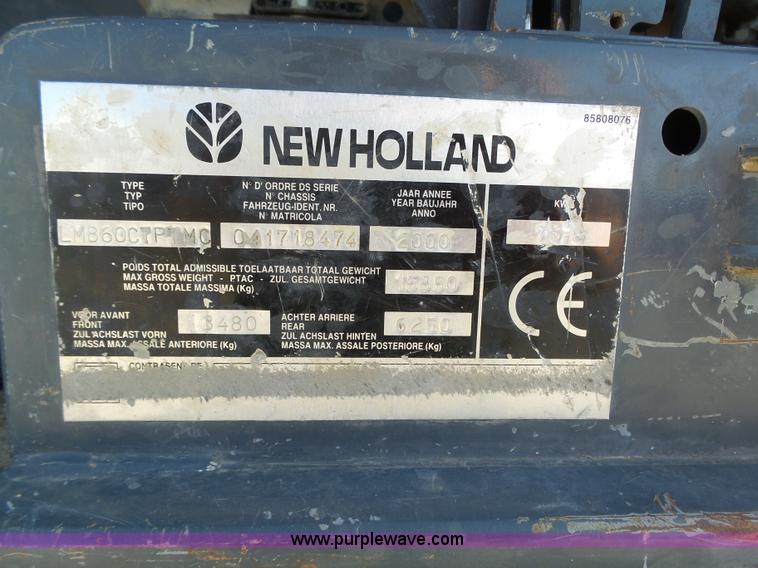 85808076
NEW HOLLAND
TYPE
TYP
TIPO
N° D' ORDRE DS SERIE
N° CHASSIS
FAHRZEUG-IDENT. NR.
N° MATRICOLA
JAAR ANNEE
YEAR BAUJAHR
ANNO
KW
041718474
2000
POIDS TOTAL ADMISSIBLE TOELAATBAAR TOTAAL GEWICHT
MAX GROSS WEIGHT - PTAC - ZUL. GESAMTGEWICHT
MASSA TOTALE MASSIMA (Kg)
VOOR AVANT
FRONT
ZUL ACHSLAST VORN
MASSA MAX. ASSALE ANTERIORE (Kg)
13480
ACHTER ARRIERE
REAR
ZUL ACHSLAST HINTEN
MASSA MAX. ASSALE POSTERIORE (Kg)
6250
CE
www.purplewave.com